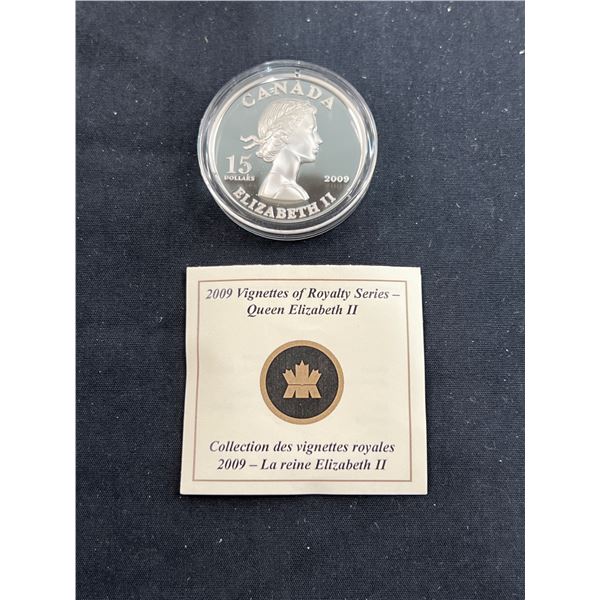 CANADA
15
DOLLARS
2009
ELIZABETH II
2009 Vignettes of Royalty Series –
Queen Elizabeth II
Collection des vignettes royales
2009 – La reine Elizabeth II